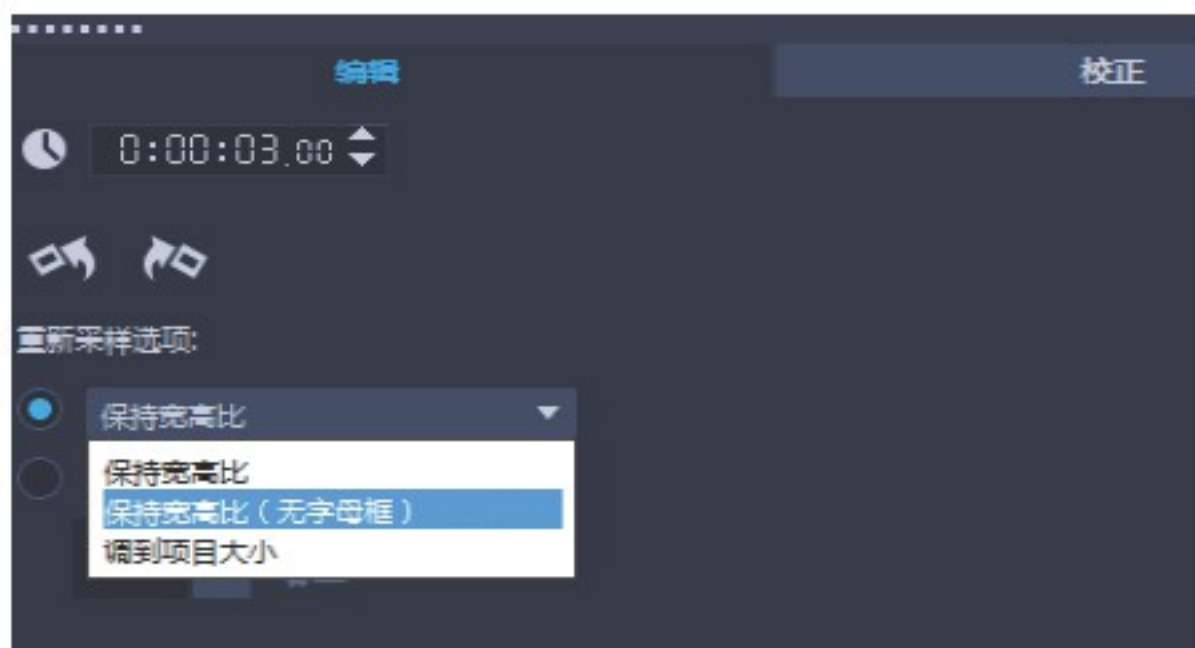 编辑
校正
0:00:03.00
重新采样选项:
保持宽高比
保持宽高比
保持宽高比（无字母框）
调到项目大小